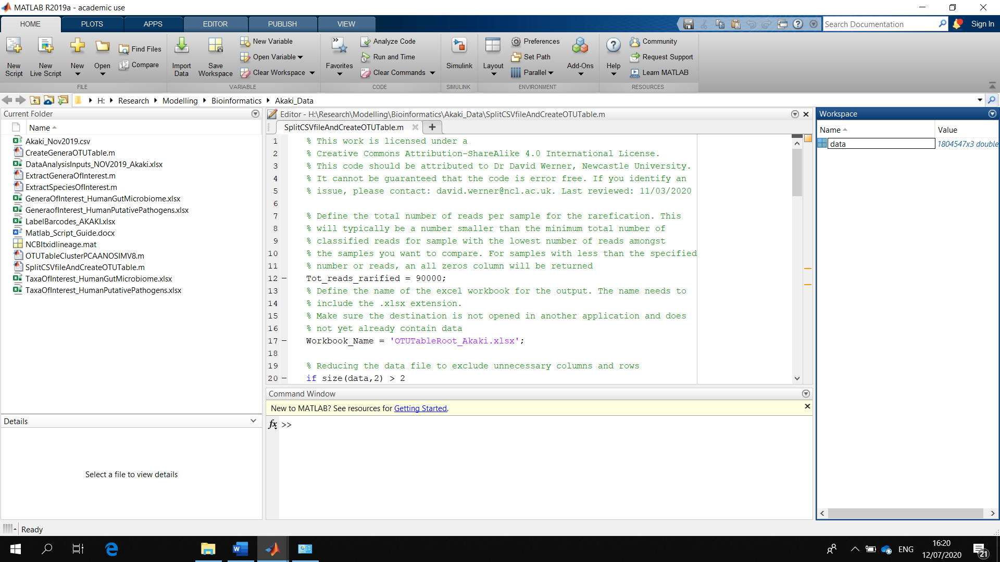 MATLAB R2019a - academic use
HOME PLOTS APPS EDITOR PUBLISH VIEW
Search Documentation
Sign In
New Script
New Live Script
New
Open
Find Files
Compare
FILE
Import Data
Save Workspace
New Variable
Open Variable
Clear Workspace
VARIABLE
Favorites
Analyze Code
Run and Time
Clear Commands
CODE
Simulink
SIMULINK
Layout
Preferences
Set Path
Parallel
Add-Ons
ENVIRONMENT
Help
Community
Request Support
Learn MATLAB
RESOURCES
H: Research Modelling Bioinformatics Akaki_Data
Current Folder
Name
Akaki_Nov2019.csv
CreateGeneraOTUTable.m
DataAnalysisInputs_NOV2019_Akaki.xlsx
ExtractGeneraOfInterest.m
ExtractSpeciesOfInterest.m
GeneraOfInterest_HumanGutMicrobiome.xlsx
GeneraofInterest_HumanPutativePathogens.xlsx
LabelBarcodes_AKAKI.xlsx
Matlab_Script_Guide.docx
NCBItxidlineage.mat
OTUTableClusterPCAANOSIMV8.m
SplitCSVfileAndCreateOTUTable.m
TaxaOfInterest_HumanGutMicrobiome.xlsx
TaxaOfInterest_HumanPutativePathogens.xlsx
Details
Select a file to view details
Editor - H:\Research\Modelling\Bioinformatics\Akaki_Data\SplitCSVfileAndCreateOTUTable.m
SplitCSVfileAndCreateOTUTable.m
1 % This work is licensed under a
2 % Creative Commons Attribution-ShareAlike 4.0 International License.
3 % This code should be attributed to Dr David Werner, Newcastle University.
4 % It cannot be guaranteed that the code is error free. If you identify an
5 % issue, please contact: david.werner@ncl.ac.uk. Last reviewed: 11/03/2020
6
7 % Define the total number of reads per sample for the rarefication. This
8 % will typically be a number smaller than the minimum total number of
9 % classified reads for sample with the lowest number of reads amongst
10 % the samples you want to compare. For samples with less than the specified
11 % number or reads, an all zeros column will be returned
12 Tot_reads_rarified = 90000;
13 % Define the name of the excel workbook for the output. The name needs to
14 % include the .xlsx extension.
15 % Make sure the destination is not opened in another application and does
16 % not yet already contain data
17 Workbook_Name = 'OTUTableRoot_Akaki.xlsx';
18
19 % Reducing the data file to exclude unnecessary columns and rows
20 if size(data,2) > 2
Command Window
New to MATLAB? See resources for Getting Started.
fx >>
Workspace
Name Value
data 1804547x3 double
Ready
ENG
16:20
12/07/2020
21